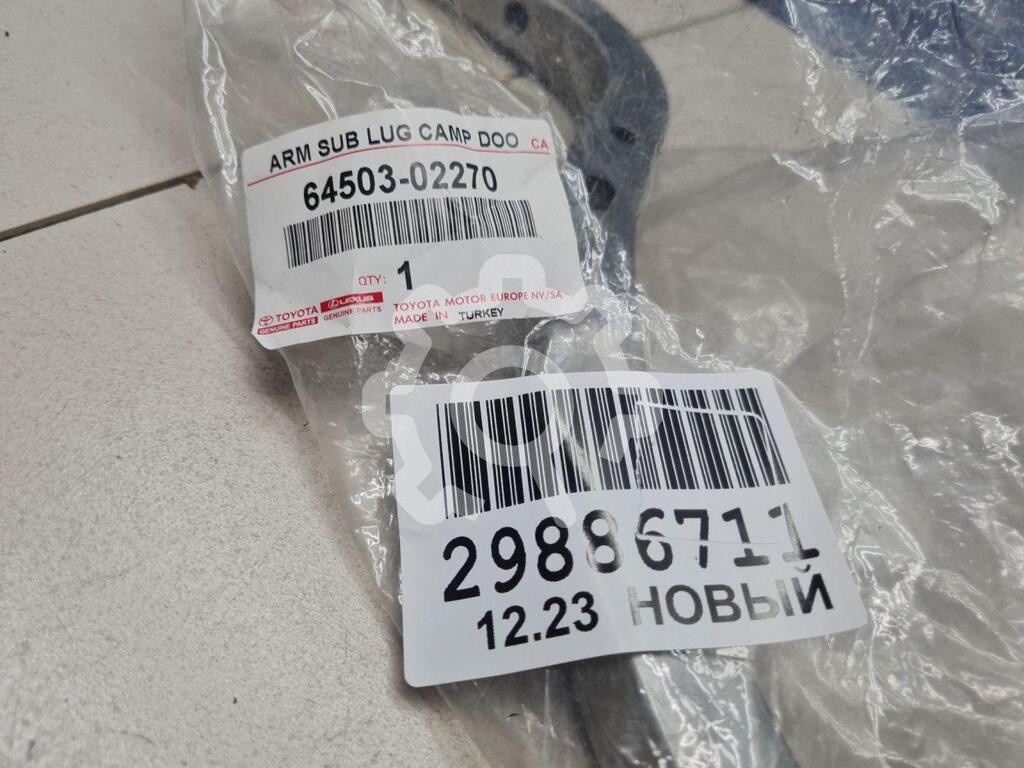 ARM SUB LUG CAMP DOO CA
64503-02270
QTY: 1
TOYOTA
GENUINE PARTS
LEXUS
GENUINE PARTS
TOYOTA MOTOR EUROPE NV/SA
MADE IN TURKEY
29886711
12.23 НОВЫЙ